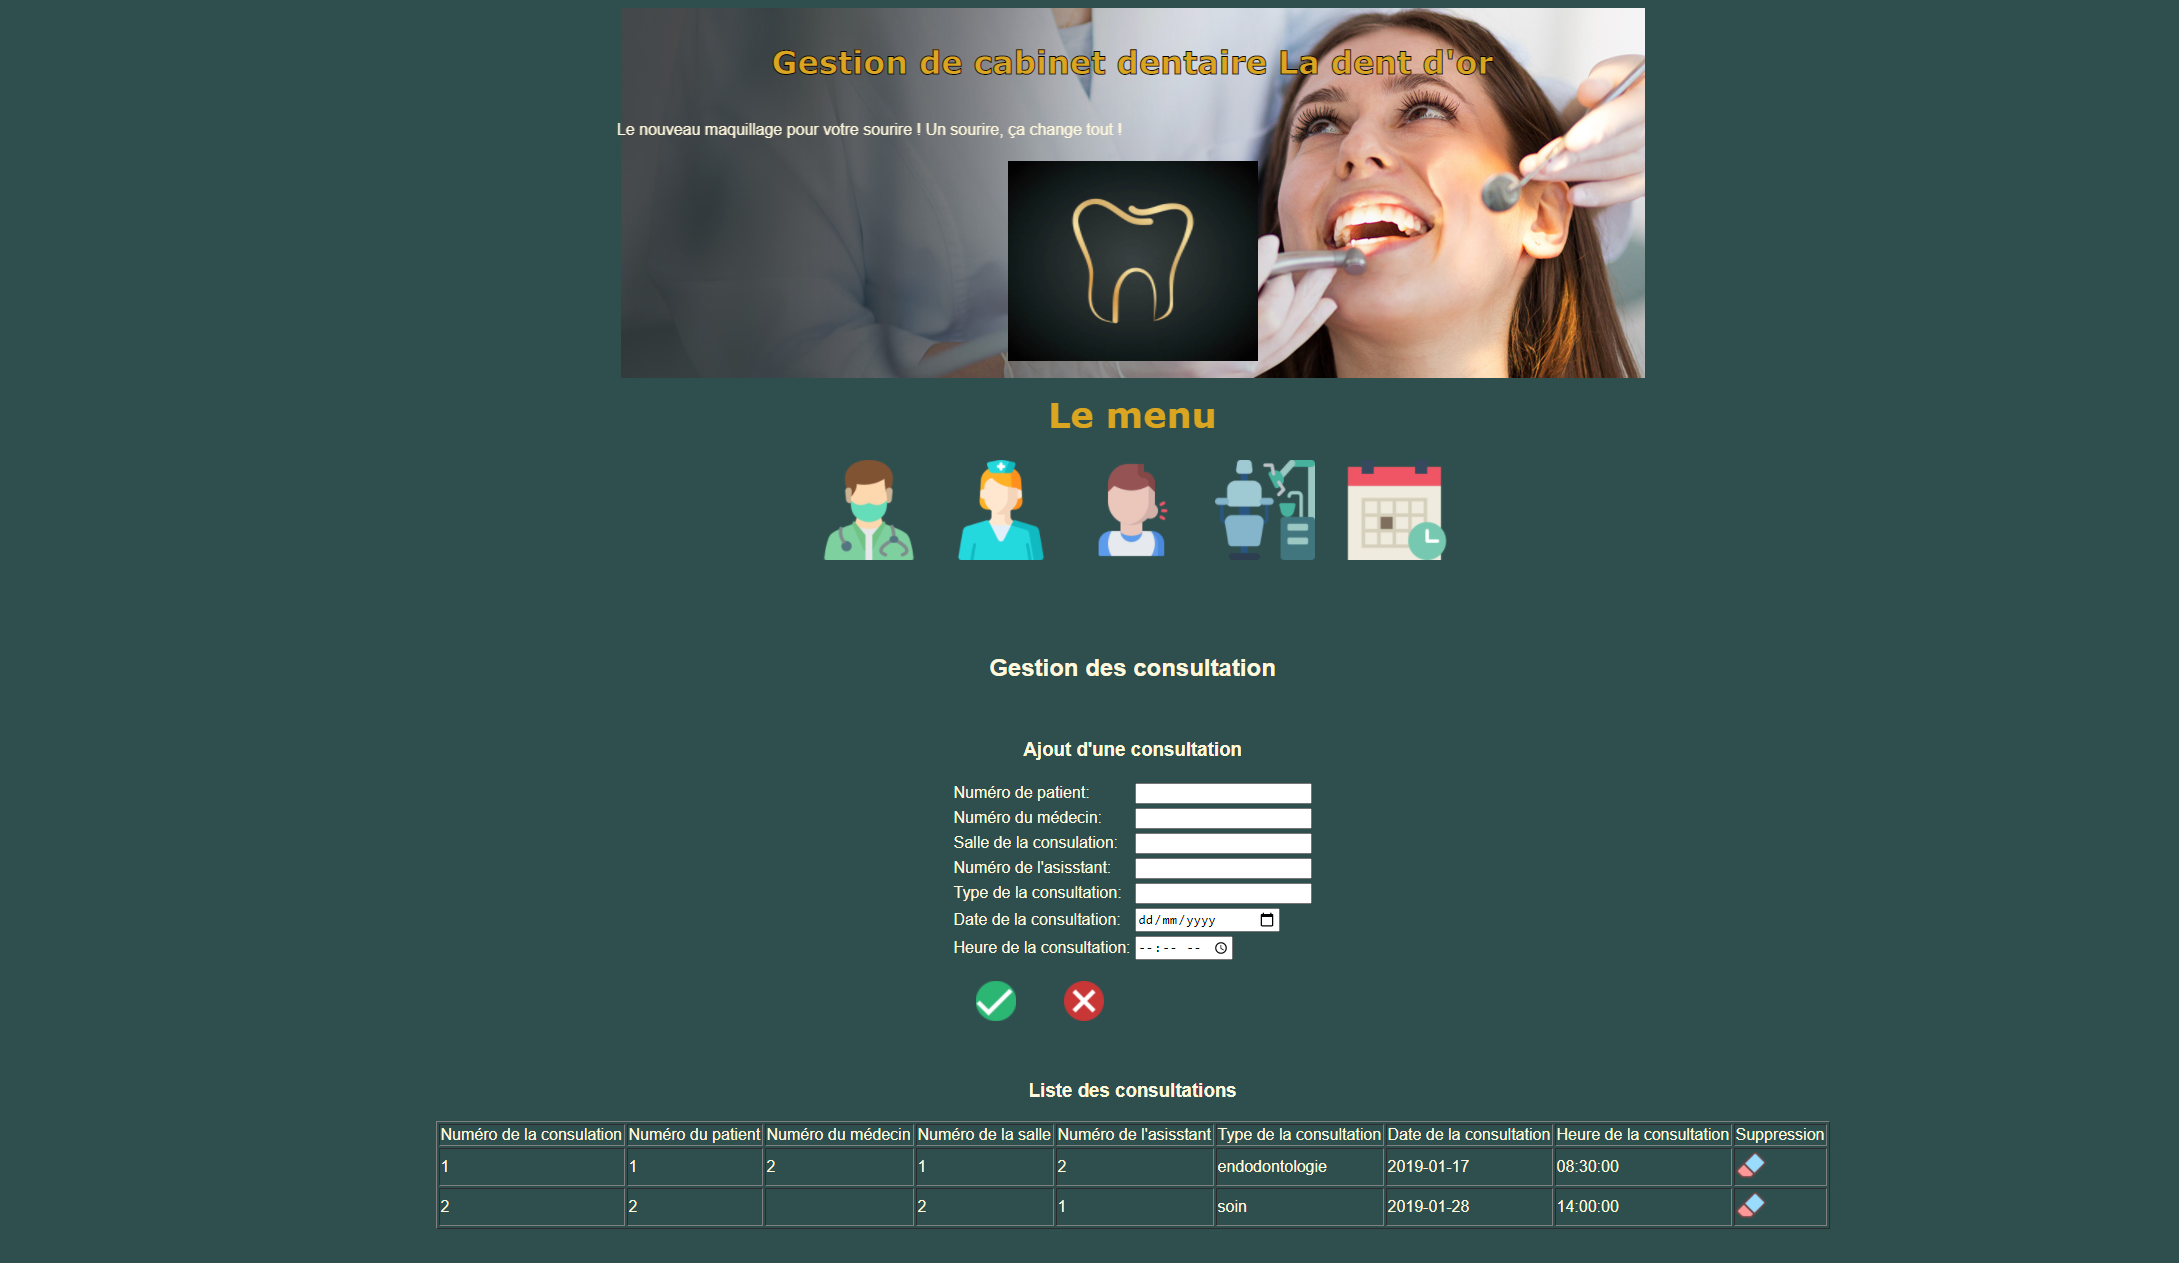 Gestion de cabinet dentaire La dent d'or
Le nouveau maquillage pour votre sourire ! Un sourire, ça change tout !
Le menu
Gestion des consultation
Ajout d'une consultation
Numéro de patient:
Numéro du médecin:
Salle de la consulation:
Numéro de l'asisstant:
Type de la consultation:
Date de la consultation: dd/mm/yyyy
Heure de la consultation: --:-- --
Liste des consultations
Numéro de la consulation Numéro du patient Numéro du médecin Numéro de la salle Numéro de l'asisstant Type de la consultation Date de la consultation Heure de la consultation Suppression
1 1 2 1 2 endodontologie 2019-01-17 08:30:00
2 2 2 1 soin 2019-01-28 14:00:00